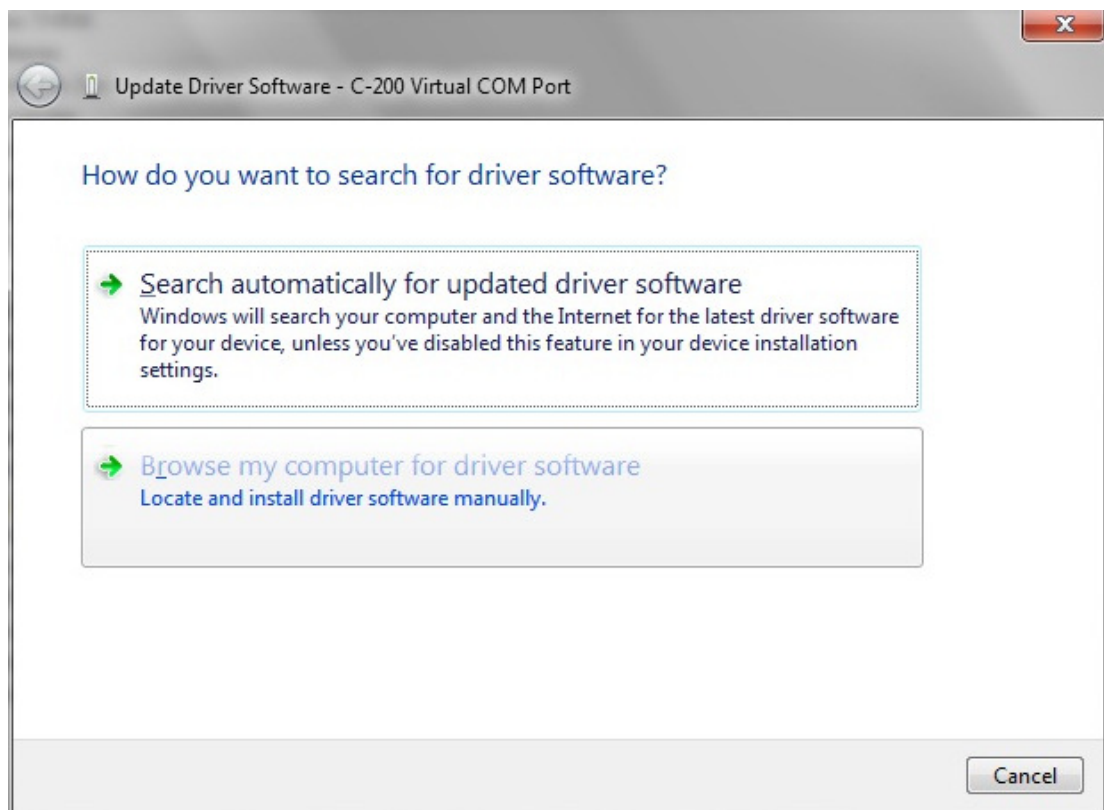 Update Driver Software - C-200 Virtual COM Port
How do you want to search for driver software?
Search automatically for updated driver software
Windows will search your computer and the Internet for the latest driver software
for your device, unless you've disabled this feature in your device installation
settings.
Browse my computer for driver software
Locate and install driver software manually.
Cancel